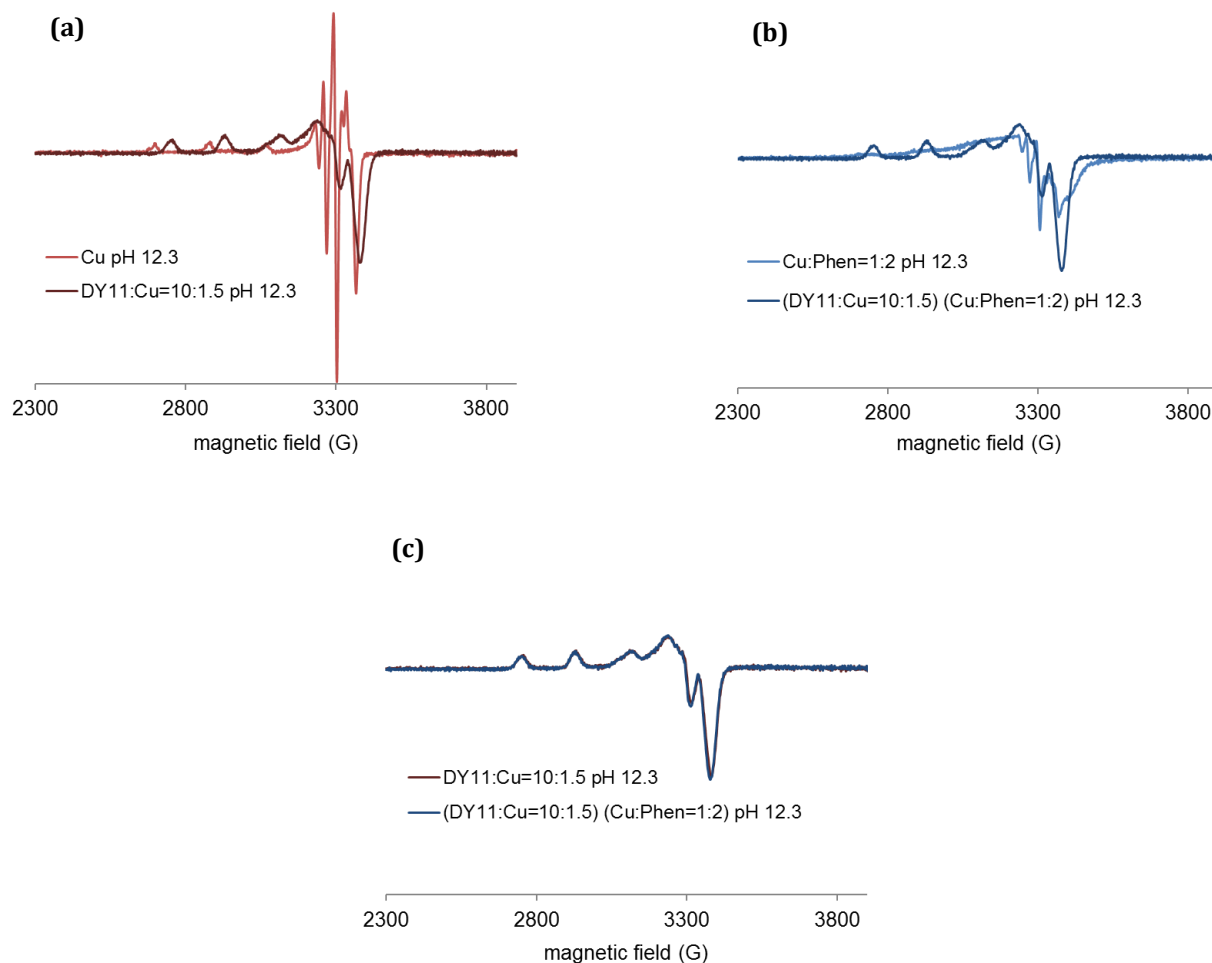 (a)
Cu pH 12.3
DY11:Cu=10:1.5 pH 12.3
2300 2800 3300 3800
magnetic field (G)
(b)
Cu:Phen=1:2 pH 12.3
(DY11:Cu=10:1.5) (Cu:Phen=1:2) pH 12.3
2300 2800 3300 3800
magnetic field (G)
(c)
DY11:Cu=10:1.5 pH 12.3
(DY11:Cu=10:1.5) (Cu:Phen=1:2) pH 12.3
2300 2800 3300 3800
magnetic field (G)